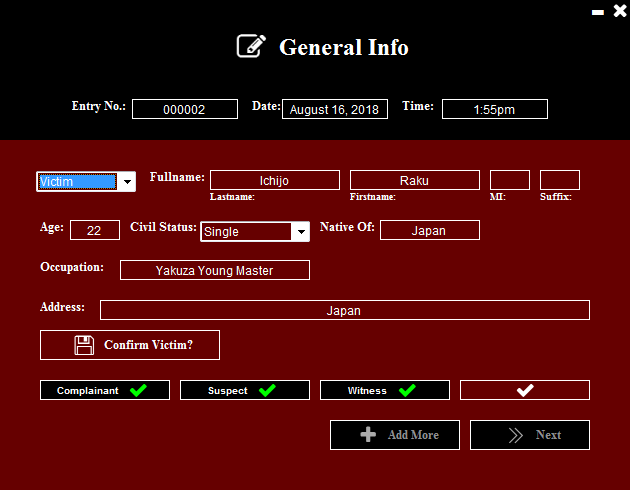 General Info
Entry No.: 000002 Date: August 16, 2018 Time: 1:55pm
Victim Fullname: Ichijo Raku
Lastname: Firstname: MI: Suffix:
Age: 22 Civil Status: Single Native Of: Japan
Occupation: Yakuza Young Master
Address: Japan
Confirm Victim?
Complainant Suspect Witness
Add More Next